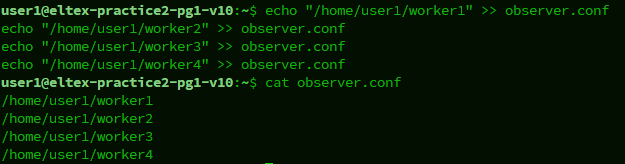 user1@eltex-practice2-pg1-v10:~$ echo "/home/user1/worker1" >> observer.conf
echo "/home/user1/worker2" >> observer.conf
echo "/home/user1/worker3" >> observer.conf
echo "/home/user1/worker4" >> observer.conf
user1@eltex-practice2-pg1-v10:~$ cat observer.conf
/home/user1/worker1
/home/user1/worker2
/home/user1/worker3
/home/user1/worker4